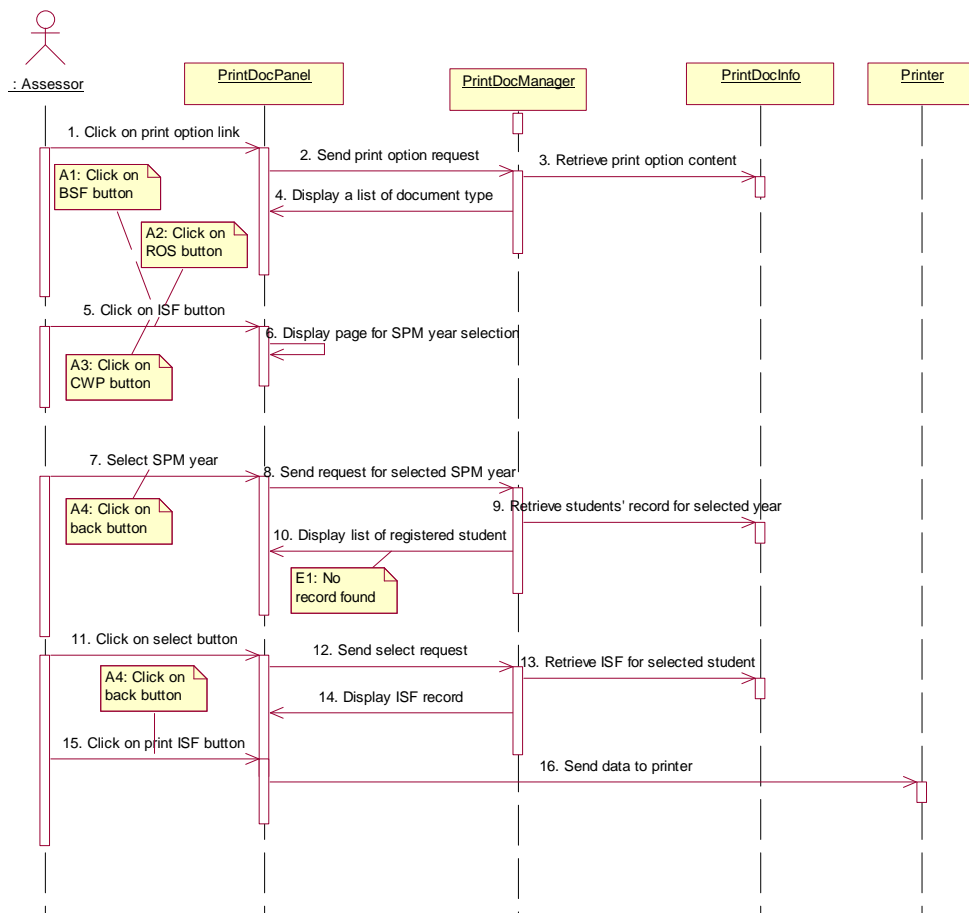 : Assessor
PrintDocPanel
PrintDocManager
PrintDocInfo
Printer
1. Click on print option link
2. Send print option request
3. Retrieve print option content
A1: Click on
BSF button
4. Display a list of document type
A2: Click on
ROS button
5. Click on ISF button
6. Display page for SPM year selection
A3: Click on
CWP button
7. Select SPM year
8. Send request for selected SPM year
A4: Click on
back button
9. Retrieve students' record for selected year
10. Display list of registered student
E1: No
record found
11. Click on select button
12. Send select request
13. Retrieve ISF for selected student
A4: Click on
back button
14. Display ISF record
15. Click on print ISF button
16. Send data to printer